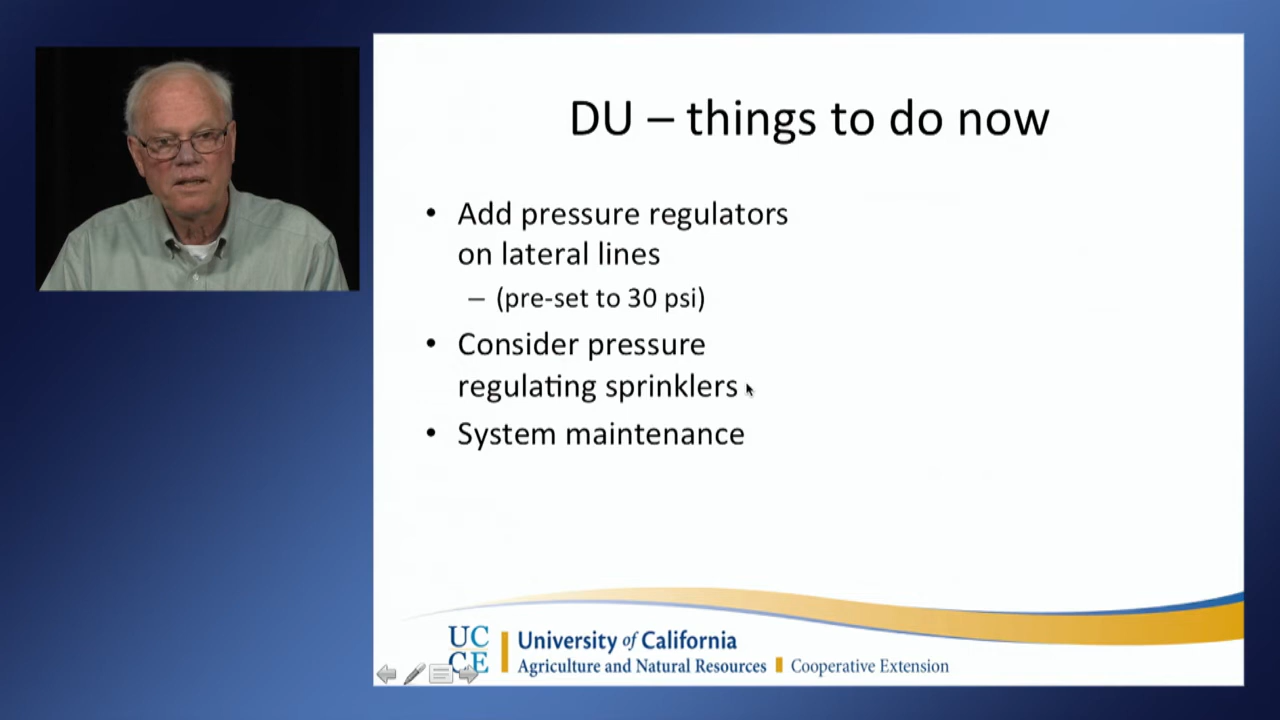 DU – things to do now
• Add pressure regulators
on lateral lines
– (pre-set to 30 psi)
• Consider pressure
regulating sprinklers
• System maintenance
UC
CE
University of California
Agriculture and Natural Resources
Cooperative Extension